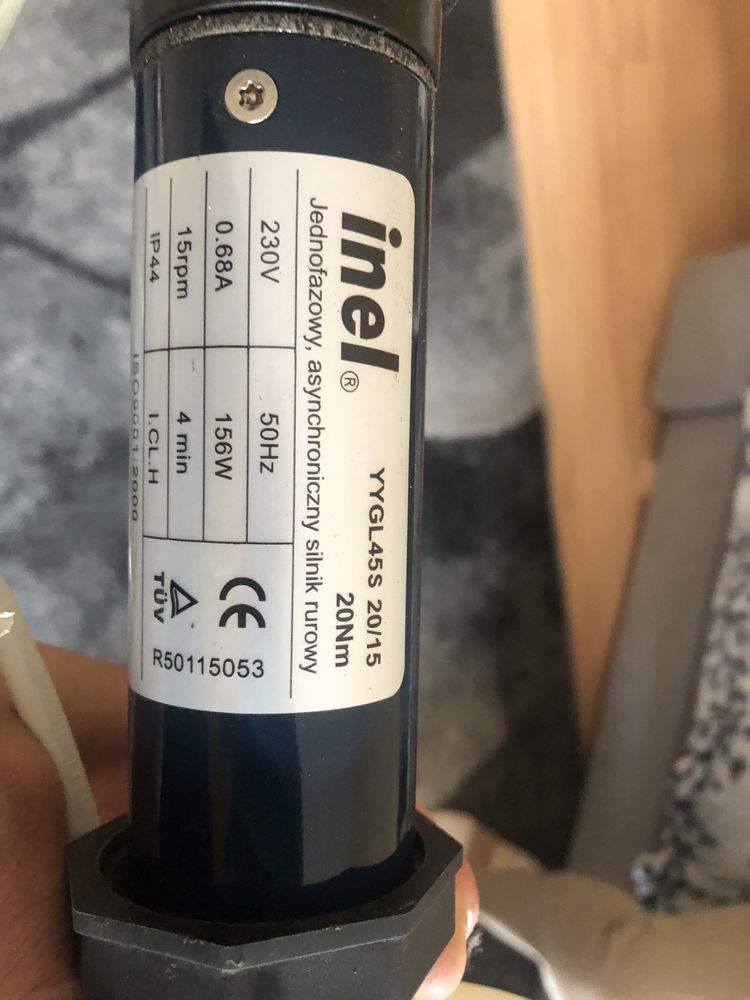 inel®
YYGL45S 20/15
20Nm
Jednofazowy, asynchroniczny silnik rurowy
230V 50Hz
0.68A 156W
15rpm 4 min
IP44 I.CL.H
CE
TÜV
R50115053
ISO9001:2000